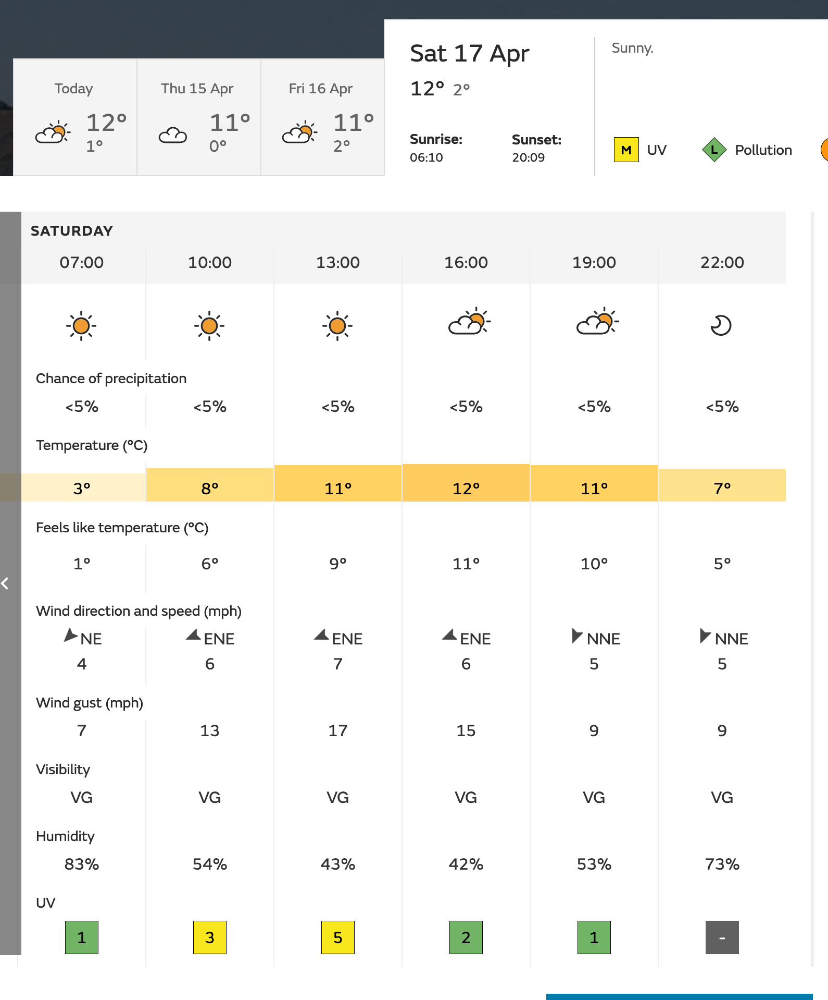 Today
12°
1°
Thu 15 Apr
11°
0°
Fri 16 Apr
11°
2°
Sat 17 Apr
12° 2°
Sunrise:
06:10
Sunset:
20:09
Sunny.
M UV
L Pollution
SATURDAY
07:00 10:00 13:00 16:00 19:00 22:00
Chance of precipitation
<5% <5% <5% <5% <5% <5%
Temperature (°C)
3° 8° 11° 12° 11° 7°
Feels like temperature (°C)
1° 6° 9° 11° 10° 5°
Wind direction and speed (mph)
NE ENE ENE ENE NNE NNE
4 6 7 6 5 5
Wind gust (mph)
7 13 17 15 9 9
Visibility
VG VG VG VG VG VG
Humidity
83% 54% 43% 42% 53% 73%
UV
1 3 5 2 1 -